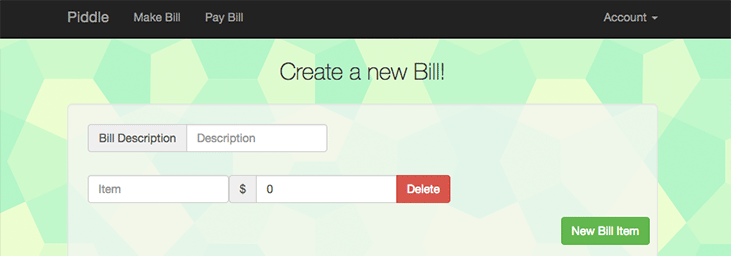 Piddle Make Bill Pay Bill Account
Create a new Bill!
Bill Description Description
Item $ 0 Delete
New Bill Item